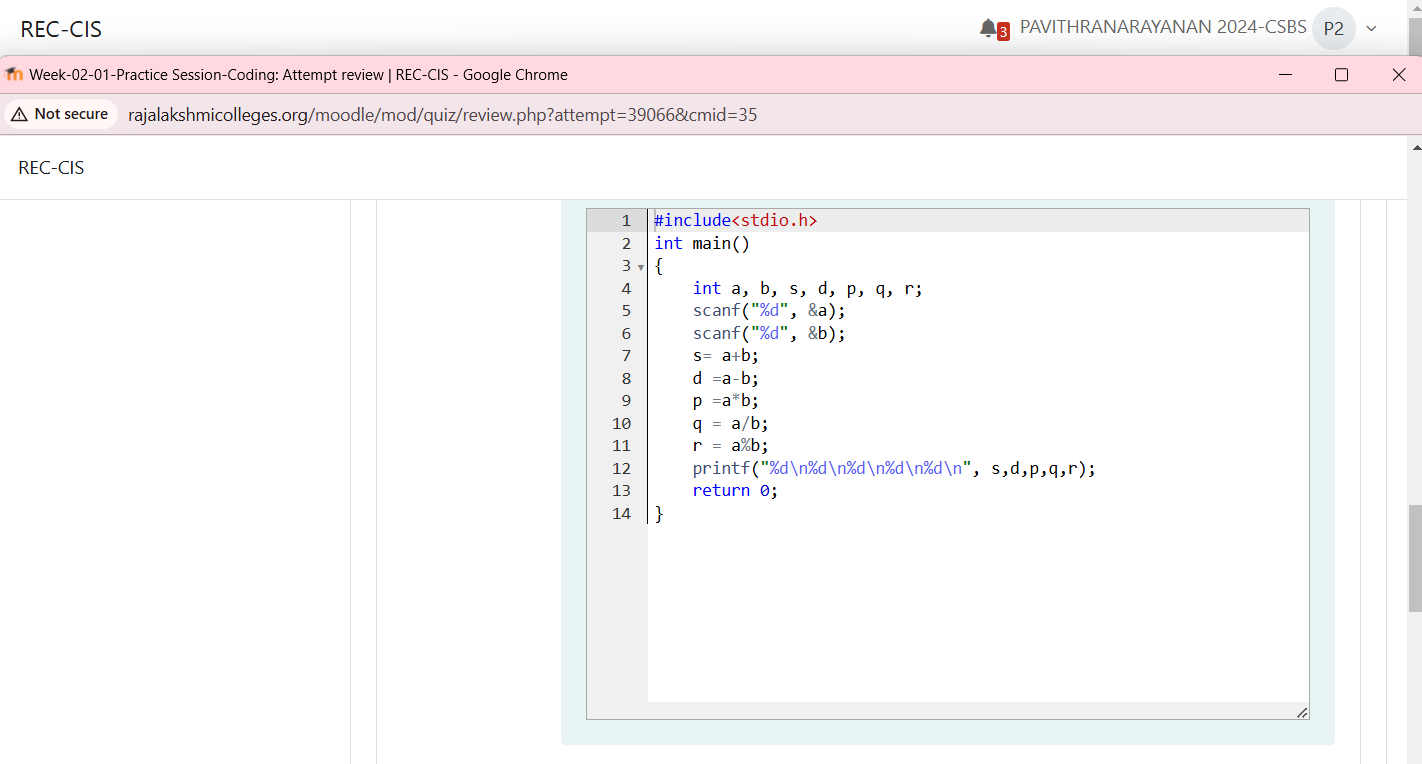 REC-CIS
3 PAVITHRANARAYANAN 2024-CSBS P2
Week-02-01-Practice Session-Coding: Attempt review | REC-CIS - Google Chrome
Not secure rajalakshmicolleges.org/moodle/mod/quiz/review.php?attempt=39066&cmid=35
REC-CIS
1 #include<stdio.h>
2 int main()
3 {
4 int a, b, s, d, p, q, r;
5 scanf("%d", &a);
6 scanf("%d", &b);
7 s= a+b;
8 d =a-b;
9 p =a*b;
10 q = a/b;
11 r = a%b;
12 printf("%d\n%d\n%d\n%d\n%d\n", s,d,p,q,r);
13 return 0;
14 }